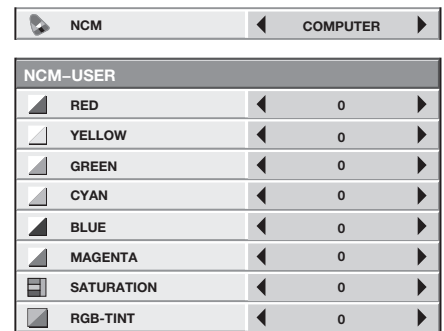 NCM COMPUTER
NCM–USER
RED 0
YELLOW 0
GREEN 0
CYAN 0
BLUE 0
MAGENTA 0
SATURATION 0
RGB-TINT 0